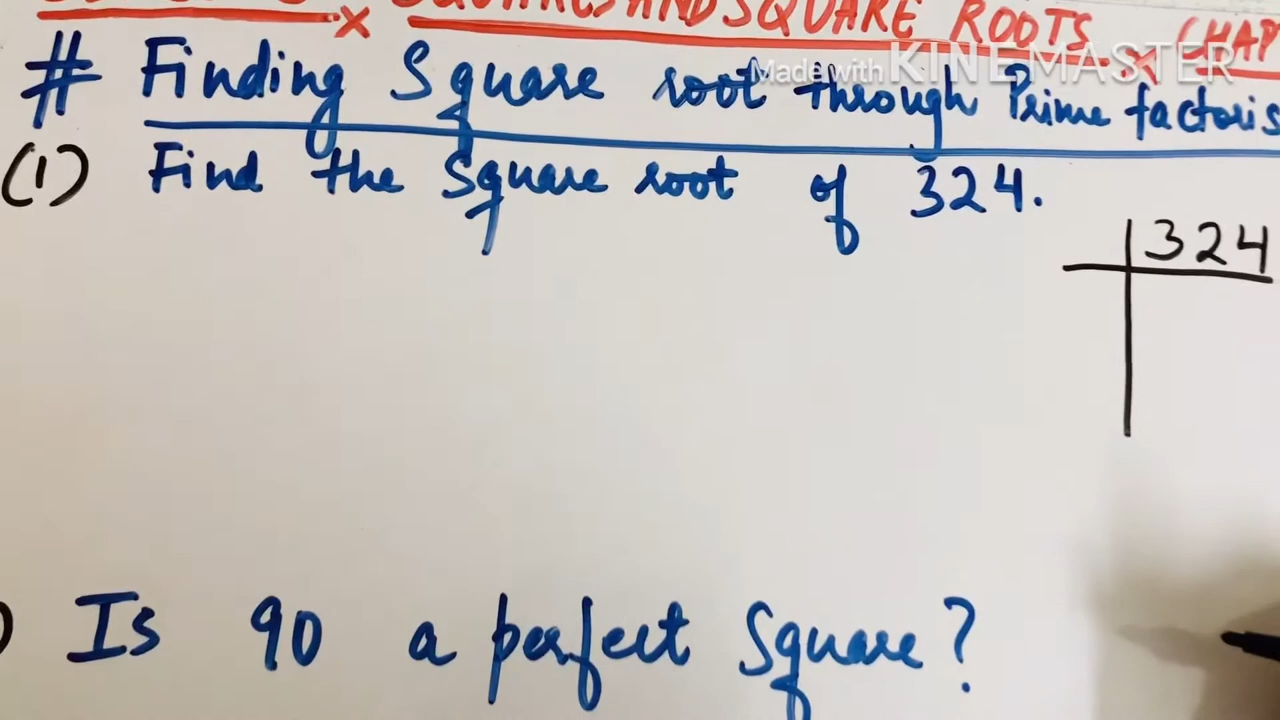 SQUARES AND SQUARE ROOTS
# Finding Square root through Prime
Made with KINEMASTER
(1) Find the Square root of 324.
324
) Is 90 a perfect Square?